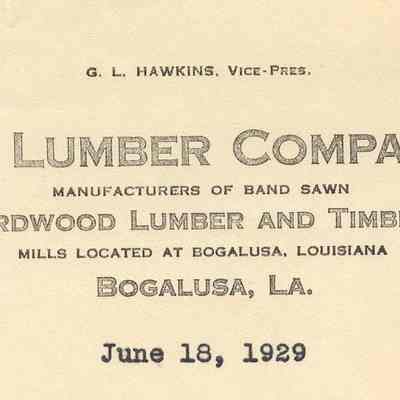 G. L. HAWKINS, VICE-PRES.
LUMBER COMPA
MANUFACTURERS OF BAND SAWN
RDWOOD LUMBER AND TIMBE
MILLS LOCATED AT BOGALUSA, LOUISIANA
BOGALUSA, LA.
June 18, 1929